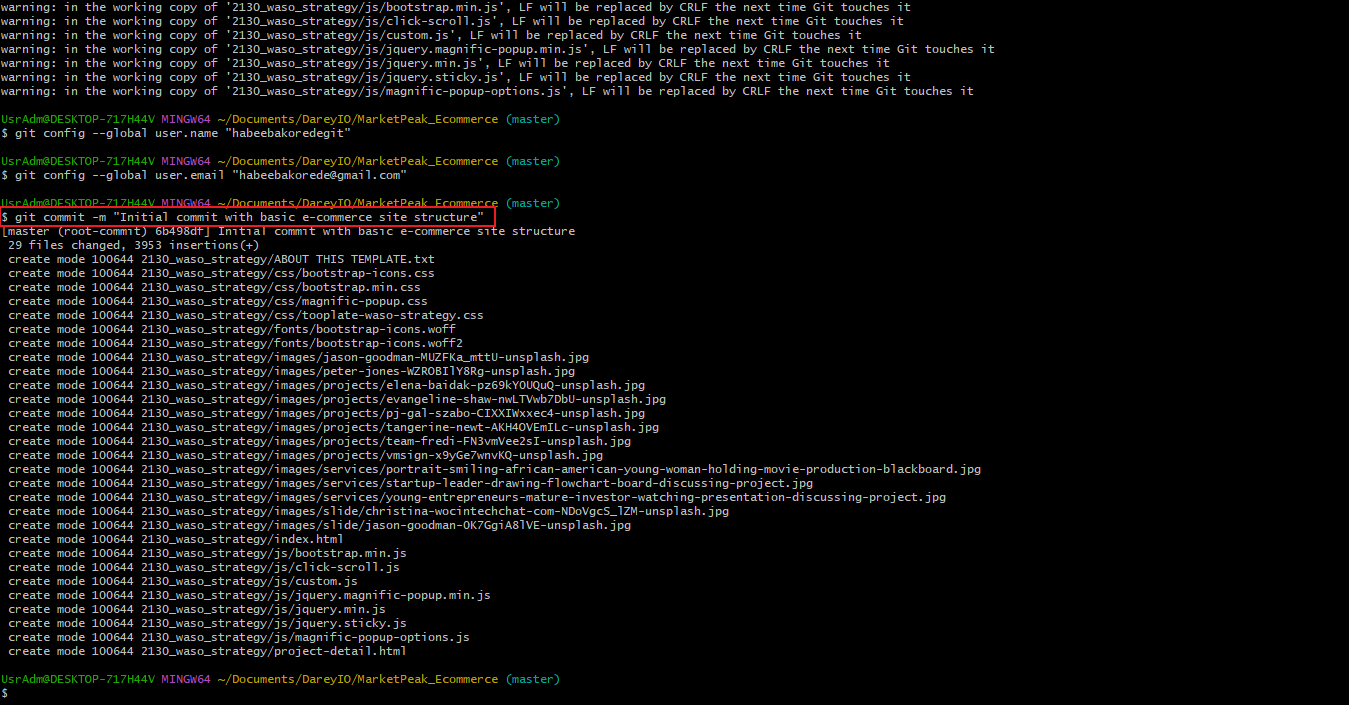 warning: in the working copy of '2130_waso_strategy/js/bootstrap.min.js', LF will be replaced by CRLF the next time Git touches it
warning: in the working copy of '2130_waso_strategy/js/click-scroll.js', LF will be replaced by CRLF the next time Git touches it
warning: in the working copy of '2130_waso_strategy/js/custom.js', LF will be replaced by CRLF the next time Git touches it
warning: in the working copy of '2130_waso_strategy/js/jquery.magnific-popup.min.js', LF will be replaced by CRLF the next time Git touches it
warning: in the working copy of '2130_waso_strategy/js/jquery.min.js', LF will be replaced by CRLF the next time Git touches it
warning: in the working copy of '2130_waso_strategy/js/jquery.sticky.js', LF will be replaced by CRLF the next time Git touches it
warning: in the working copy of '2130_waso_strategy/js/magnific-popup-options.js', LF will be replaced by CRLF the next time Git touches it
UsrAdm@DESKTOP-717H44V MINGW64 ~/Documents/DareyIO/MarketPeak_Ecommerce (master)
$ git config --global user.name "habeebakoredegit"
UsrAdm@DESKTOP-717H44V MINGW64 ~/Documents/DareyIO/MarketPeak_Ecommerce (master)
$ git config --global user.email "habeebakorede@gmail.com"
UsrAdm@DESKTOP-717H44V MINGW64 ~/Documents/DareyIO/MarketPeak_Ecommerce (master)
$ git commit -m "Initial commit with basic e-commerce site structure"
[master (root-commit) 6b498df] Initial commit with basic e-commerce site structure
 29 files changed, 3953 insertions(+)
 create mode 100644 2130_waso_strategy/ABOUT THIS TEMPLATE.txt
 create mode 100644 2130_waso_strategy/css/bootstrap-icons.css
 create mode 100644 2130_waso_strategy/css/bootstrap.min.css
 create mode 100644 2130_waso_strategy/css/magnific-popup.css
 create mode 100644 2130_waso_strategy/css/tooplate-waso-strategy.css
 create mode 100644 2130_waso_strategy/fonts/bootstrap-icons.woff
 create mode 100644 2130_waso_strategy/fonts/bootstrap-icons.woff2
 create mode 100644 2130_waso_strategy/images/jason-goodman-MUZFKa_mttU-unsplash.jpg
 create mode 100644 2130_waso_strategy/images/peter-jones-WZROBIlY8Rg-unsplash.jpg
 create mode 100644 2130_waso_strategy/images/projects/elena-baidak-pz69kY0UQuQ-unsplash.jpg
 create mode 100644 2130_waso_strategy/images/projects/evangeline-shaw-nwLTVwb7DbU-unsplash.jpg
 create mode 100644 2130_waso_strategy/images/projects/pj-gal-szabo-CIXXIWxxec4-unsplash.jpg
 create mode 100644 2130_waso_strategy/images/projects/tangerine-newt-AKH4OVEmILc-unsplash.jpg
 create mode 100644 2130_waso_strategy/images/projects/team-fredi-FN3vmVee2sI-unsplash.jpg
 create mode 100644 2130_waso_strategy/images/projects/vmsign-x9yGe7wnvKQ-unsplash.jpg
 create mode 100644 2130_waso_strategy/images/services/portrait-smiling-african-american-young-woman-holding-movie-production-blackboard.jpg
 create mode 100644 2130_waso_strategy/images/services/startup-leader-drawing-flowchart-board-discussing-project.jpg
 create mode 100644 2130_waso_strategy/images/services/young-entrepreneurs-mature-investor-watching-presentation-discussing-project.jpg
 create mode 100644 2130_waso_strategy/images/slide/christina-wocintechchat-com-NDoVgcS_lZM-unsplash.jpg
 create mode 100644 2130_waso_strategy/images/slide/jason-goodman-OK7GgiA8lVE-unsplash.jpg
 create mode 100644 2130_waso_strategy/index.html
 create mode 100644 2130_waso_strategy/js/bootstrap.min.js
 create mode 100644 2130_waso_strategy/js/click-scroll.js
 create mode 100644 2130_waso_strategy/js/custom.js
 create mode 100644 2130_waso_strategy/js/jquery.magnific-popup.min.js
 create mode 100644 2130_waso_strategy/js/jquery.min.js
 create mode 100644 2130_waso_strategy/js/jquery.sticky.js
 create mode 100644 2130_waso_strategy/js/magnific-popup-options.js
 create mode 100644 2130_waso_strategy/project-detail.html
UsrAdm@DESKTOP-717H44V MINGW64 ~/Documents/DareyIO/MarketPeak_Ecommerce (master)
$